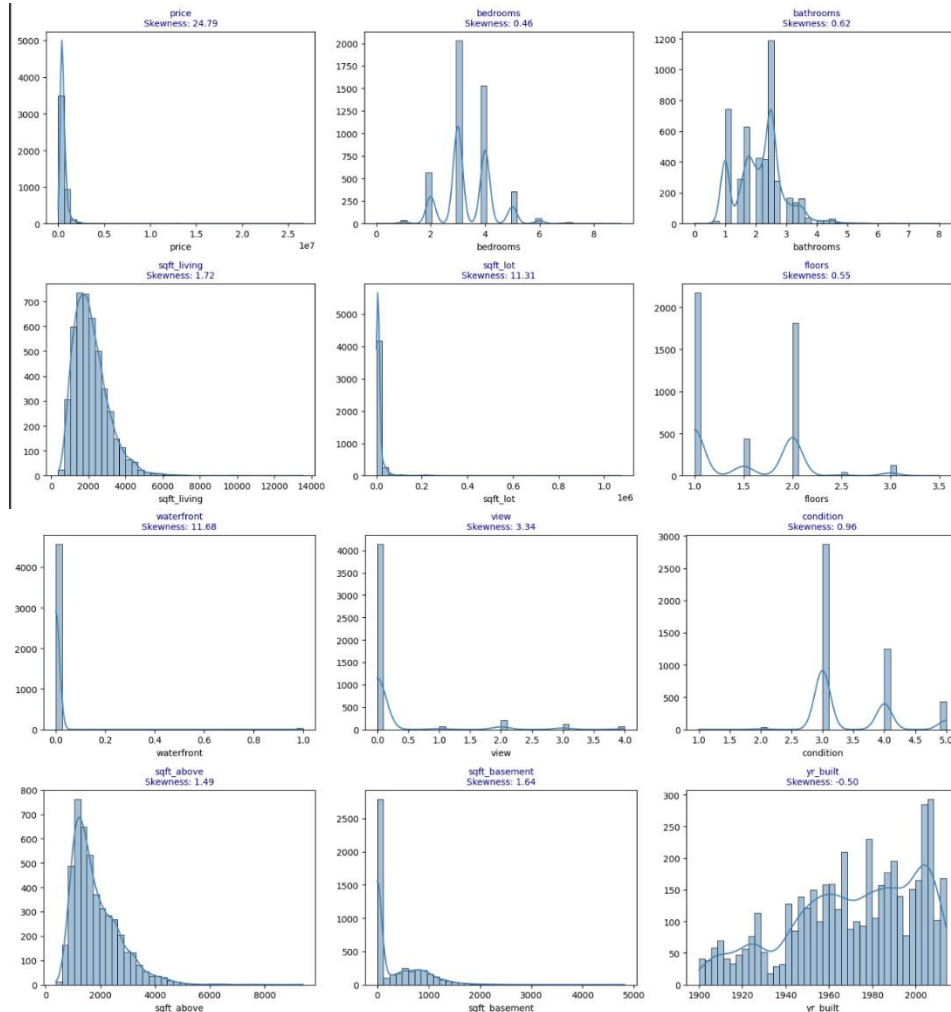 price
Skewness: 24.79
5000
4000
3000
2000
1000
0
0.0 0.5 1.0 1.5 2.0 2.5
1e7
price
bedrooms
Skewness: 0.46
2000
1750
1500
1250
1000
750
500
250
0
0 2 4 6 8
bedrooms
bathrooms
Skewness: 0.62
1200
1000
800
600
400
200
0
0 1 2 3 4 5 6 7 8
bathrooms
sqft_living
Skewness: 1.72
700
600
500
400
300
200
100
0
0 2000 4000 6000 8000 10000 12000 14000
sqft_living
sqft_lot
Skewness: 11.31
5000
4000
3000
2000
1000
0
0.0 0.2 0.4 0.6 0.8 1.0
1e6
sqft_lot
floors
Skewness: 0.55
2000
1500
1000
500
0
1.0 1.5 2.0 2.5 3.0 3.5
floors
waterfront
Skewness: 11.68
4000
3000
2000
1000
0
0.0 0.2 0.4 0.6 0.8 1.0
waterfront
view
Skewness: 3.34
4000
3500
3000
2500
2000
1500
1000
500
0
0.0 0.5 1.0 1.5 2.0 2.5 3.0 3.5 4.0
view
condition
Skewness: 0.96
3000
2500
2000
1500
1000
500
0
1.0 1.5 2.0 2.5 3.0 3.5 4.0 4.5 5.0
condition
sqft_above
Skewness: 1.49
800
700
600
500
400
300
200
100
0
0 2000 4000 6000 8000
sqft_above
sqft_basement
Skewness: 1.64
2500
2000
1500
1000
500
0
0 1000 2000 3000 4000 5000
sqft_basement
yr_built
Skewness: -0.50
300
250
200
150
100
50
0
1900 1920 1940 1960 1980 2000
yr_built